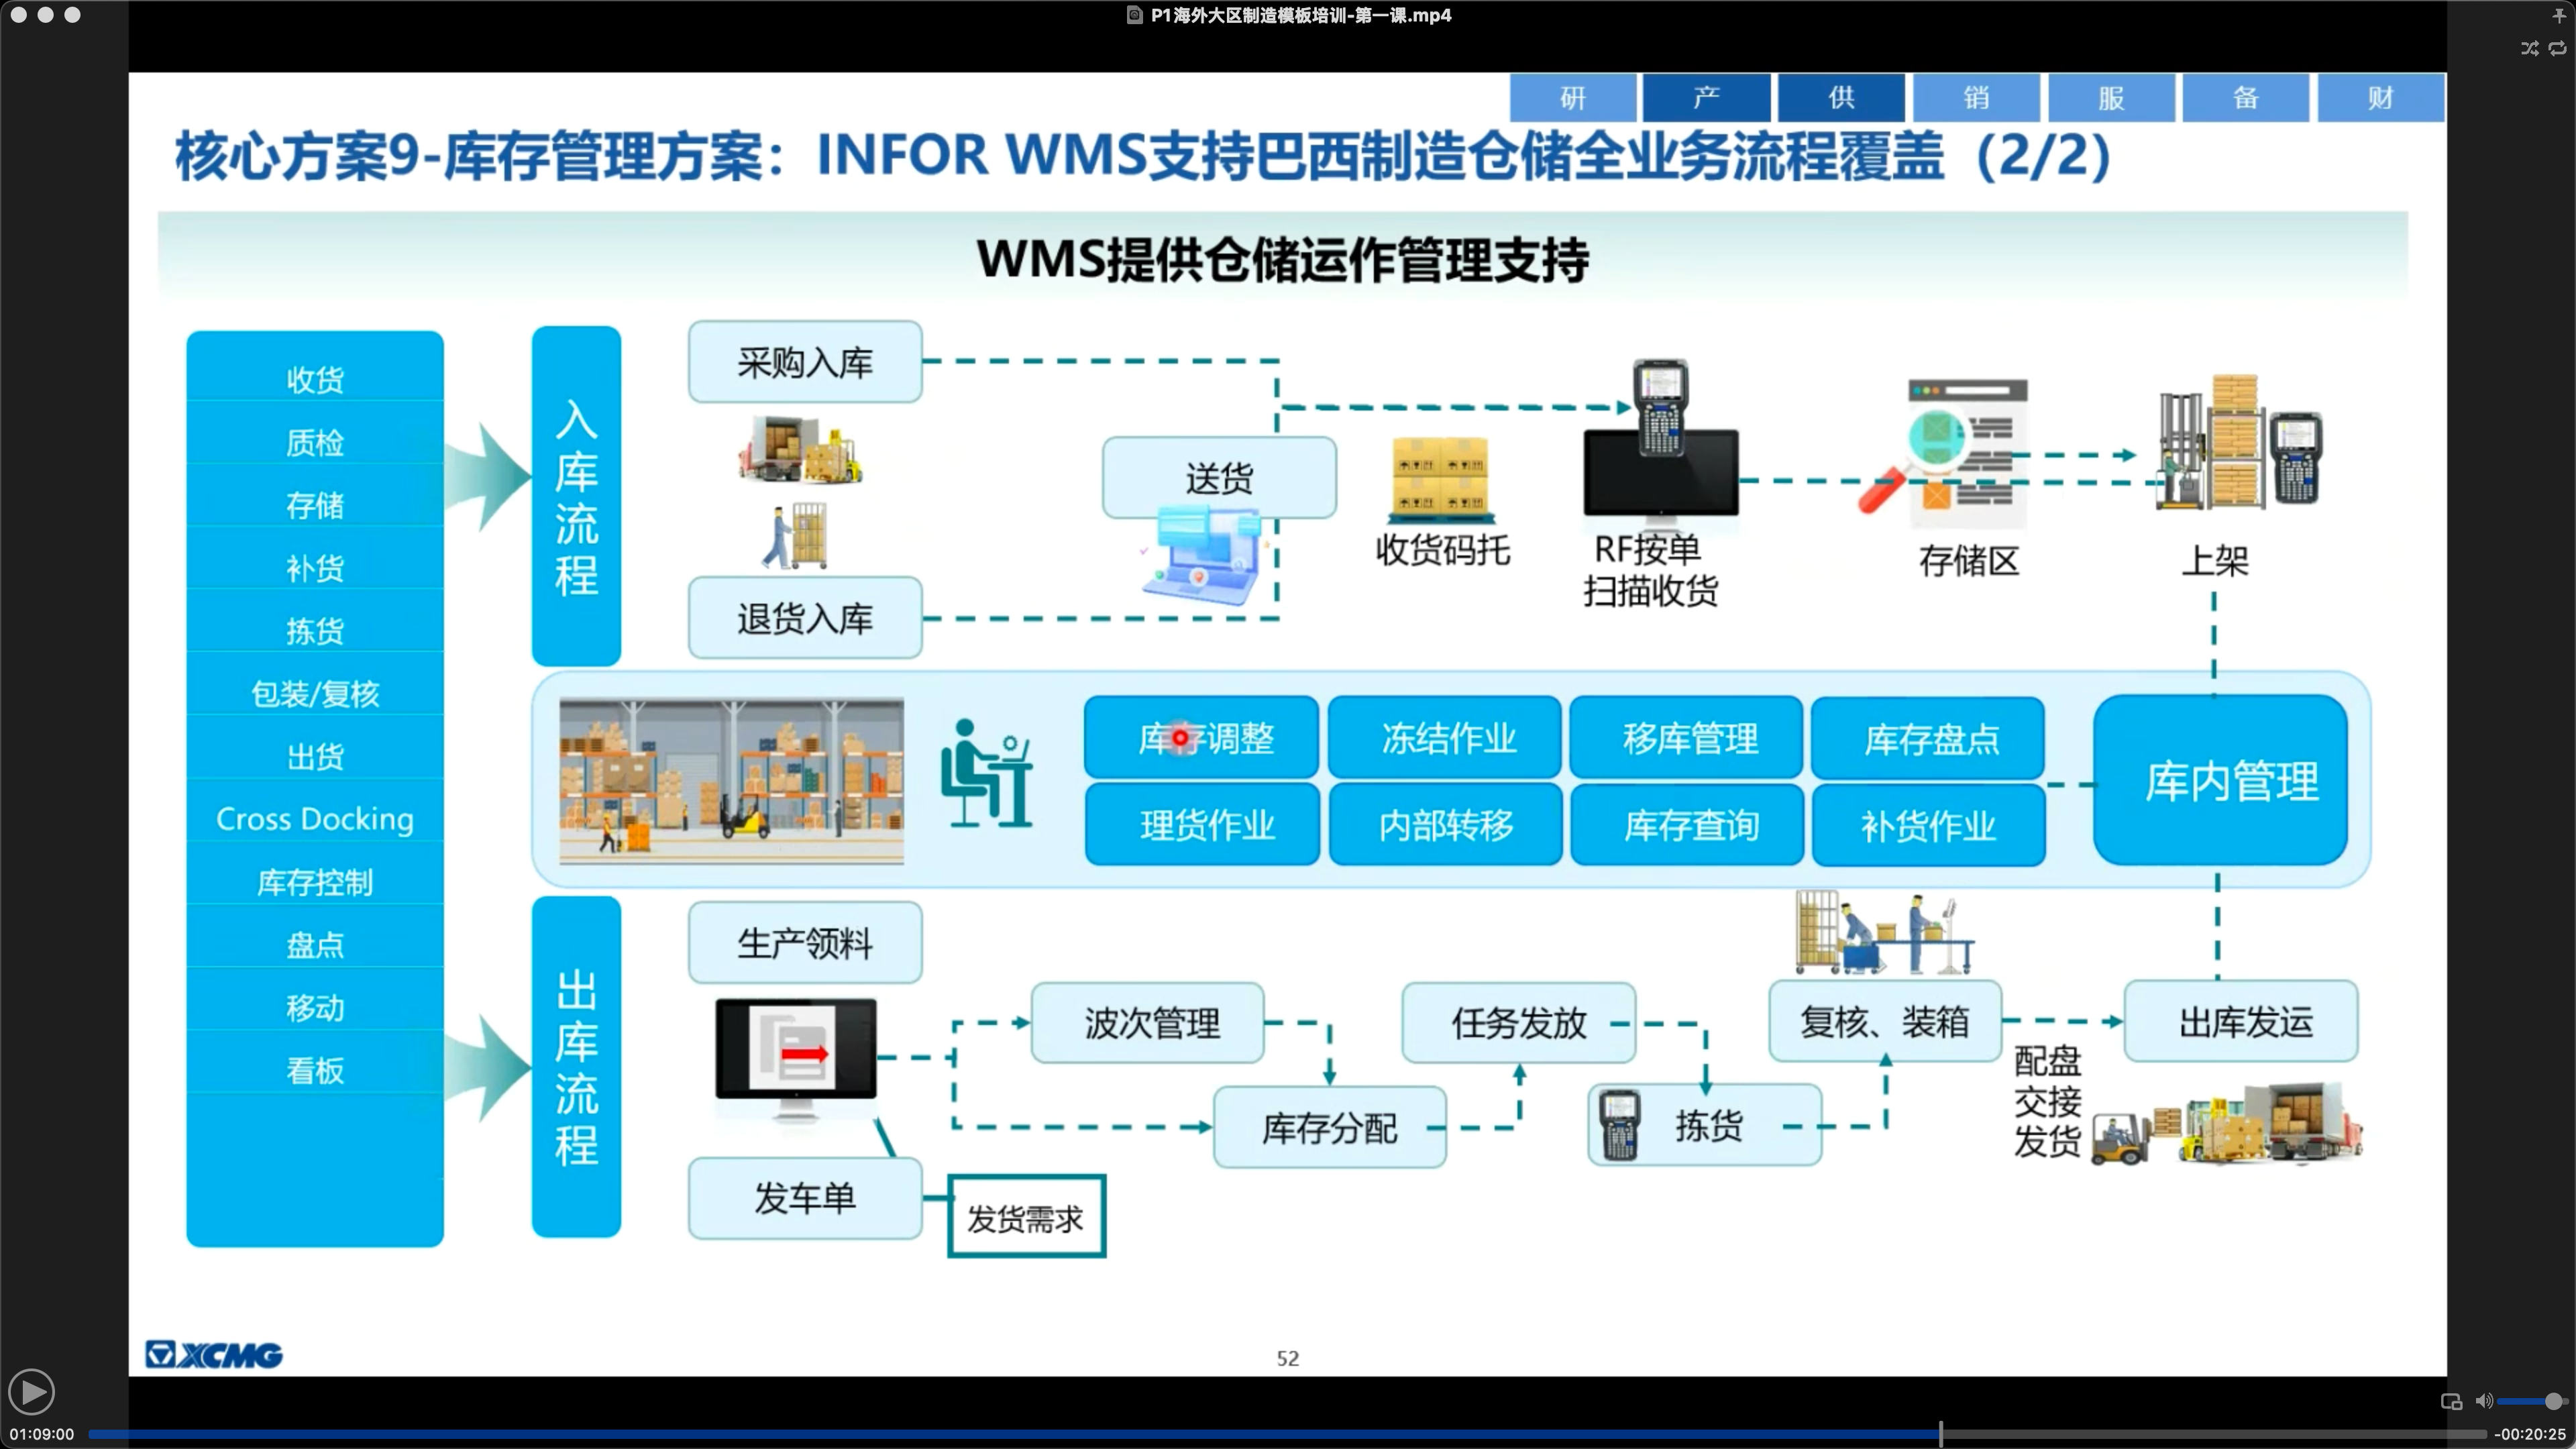 P1海外大区制造模板培训-第一课.mp4
研
产
供
销
服
备
财
核心方案9-库存管理方案：INFOR WMS支持巴西制造仓储全业务流程覆盖（2/2）
WMS提供仓储运作管理支持
收货
质检
存储
补货
拣货
包装/复核
出货
Cross Docking
库存控制
盘点
移动
看板
入库流程
采购入库
退货入库
送货
收货码托
RF按单
扫描收货
存储区
上架
库存调整
冻结作业
移库管理
库存盘点
理货作业
内部转移
库存查询
补货作业
库内管理
出库流程
生产领料
发车单
发货需求
波次管理
库存分配
任务发放
拣货
复核、装箱
配盘
交接
发货
出库发运
XCMG
52
01:09:00
-00:20:25